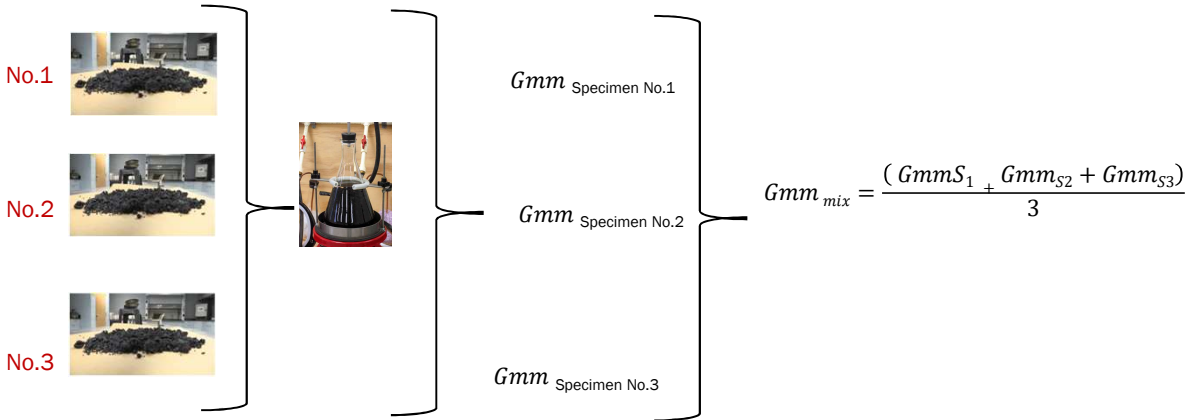 No.1
No.2
No.3
Gmm Specimen No.1
Gmm Specimen No.2
Gmm Specimen No.3
Gmm mix = ( GmmS1 + GmmS2 + GmmS3) / 3